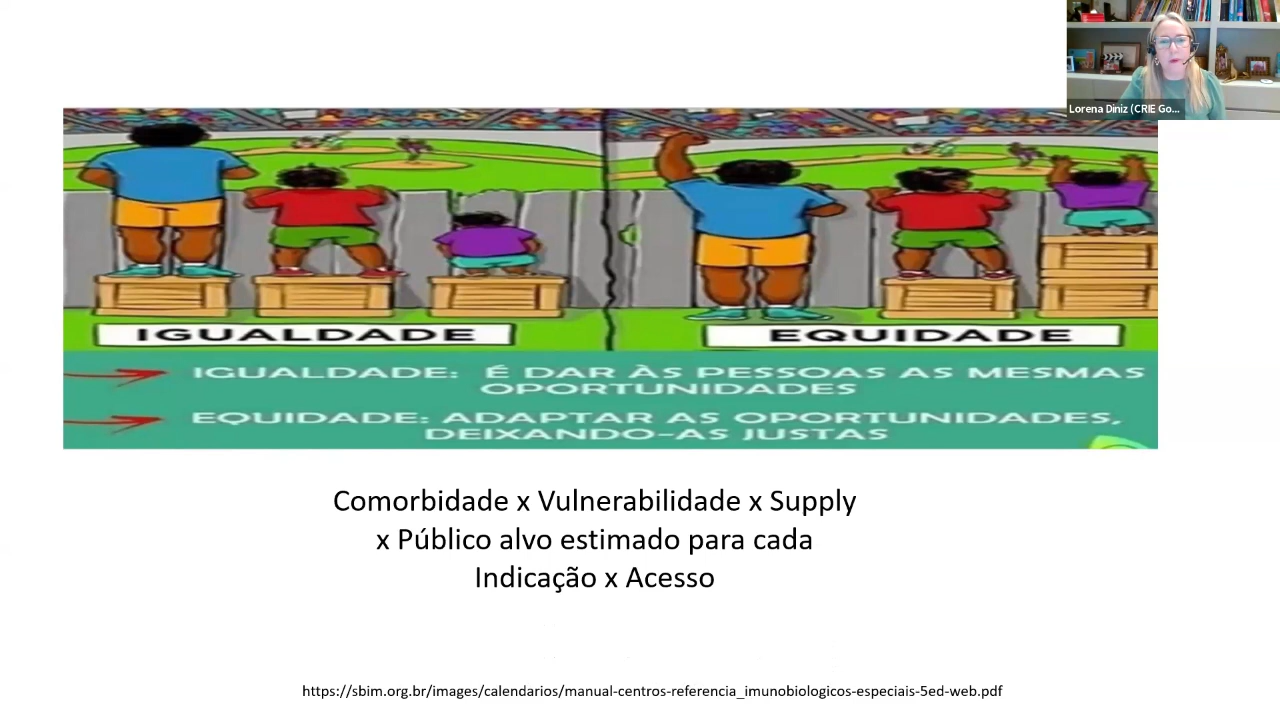 Lorena Diniz (CRIE Go...
IGUALDADE
EQUIDADE
IGUALDADE: É DAR ÀS PESSOAS AS MESMAS
OPORTUNIDADES
EQUIDADE: ADAPTAR AS OPORTUNIDADES,
DEIXANDO-AS JUSTAS
Comorbidade x Vulnerabilidade x Supply
x Público alvo estimado para cada
Indicação x Acesso
https://sbim.org.br/images/calendarios/manual-centros-referencia_imunobiologicos-especiais-5ed-web.pdf